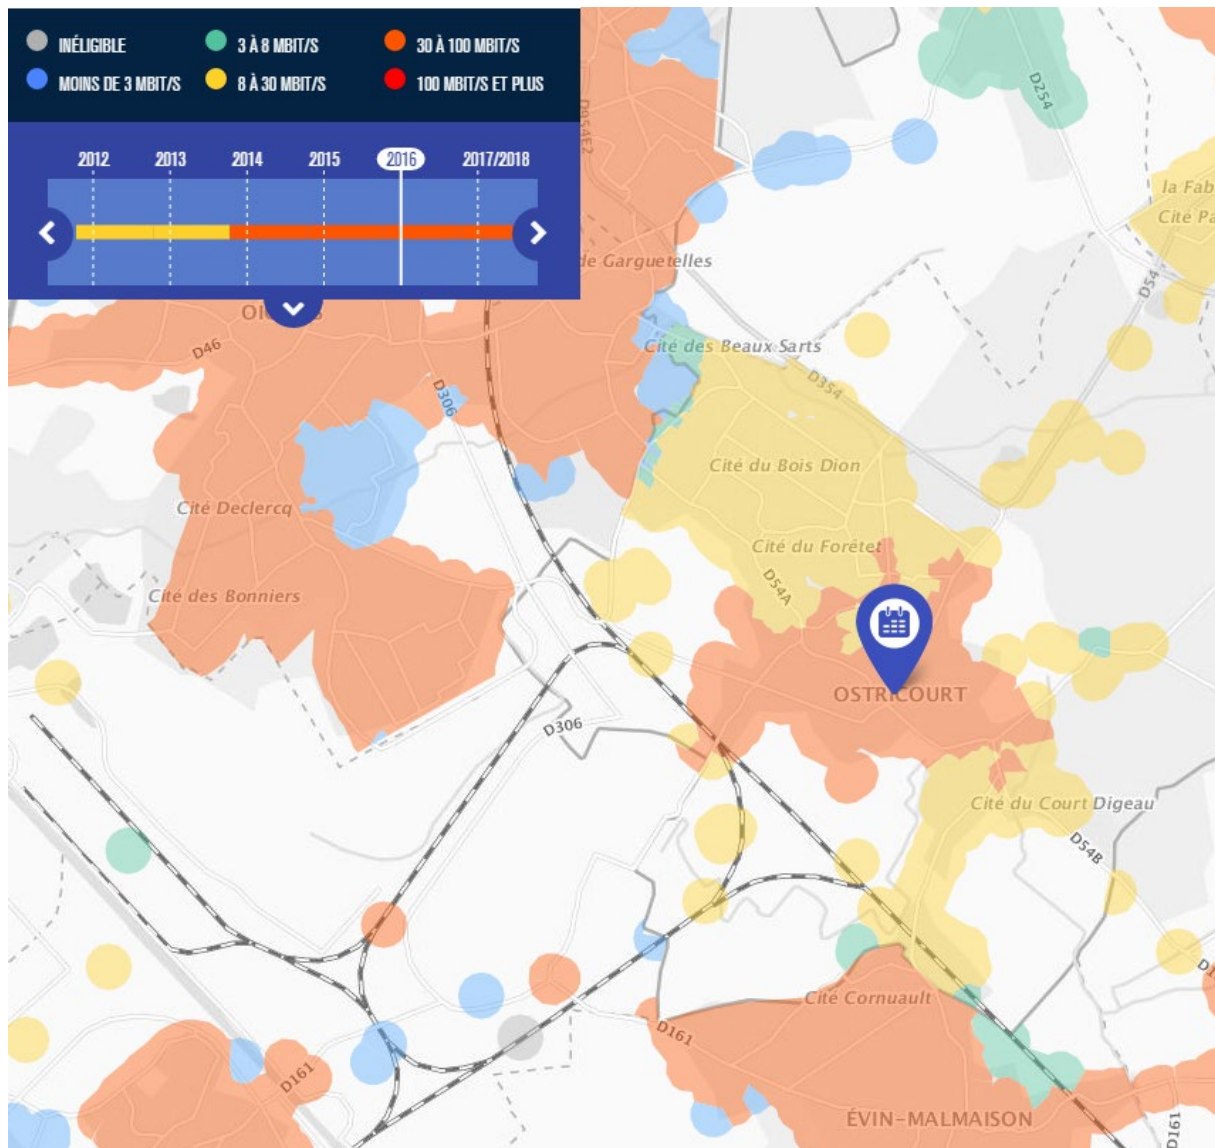 INÉLIGIBLE
3 À 8 MBIT/S
30 À 100 MBIT/S
MOINS DE 3 MBIT/S
8 À 30 MBIT/S
100 MBIT/S ET PLUS
2012
2013
2014
2015
2016
2017/2018
D954E2
D254
la Fab
Cité Pa
D54
de Garguetelles
Cité des Beaux Sarts
D46
D306
D354
Cité du Bois Dion
Cité Declercq
Cité du Forêtet
D54A
Cité des Bonniers
OSTRICOURT
D306
Cité du Court Digeau
D54B
Cité Cornuault
D161
D161
ÉVIN-MALMAISON
D161